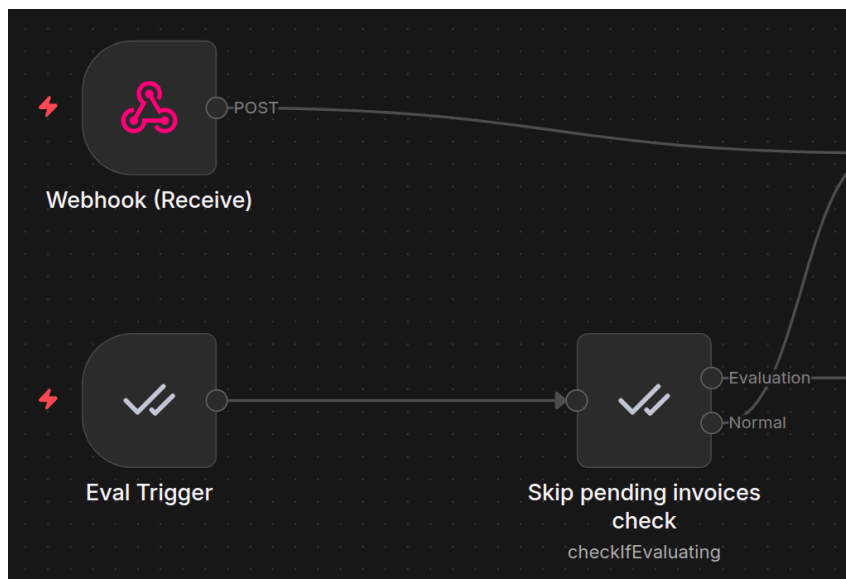 POST
Webhook (Receive)
Evaluation
Normal
Eval Trigger
Skip pending invoices
check
checkIfEvaluating